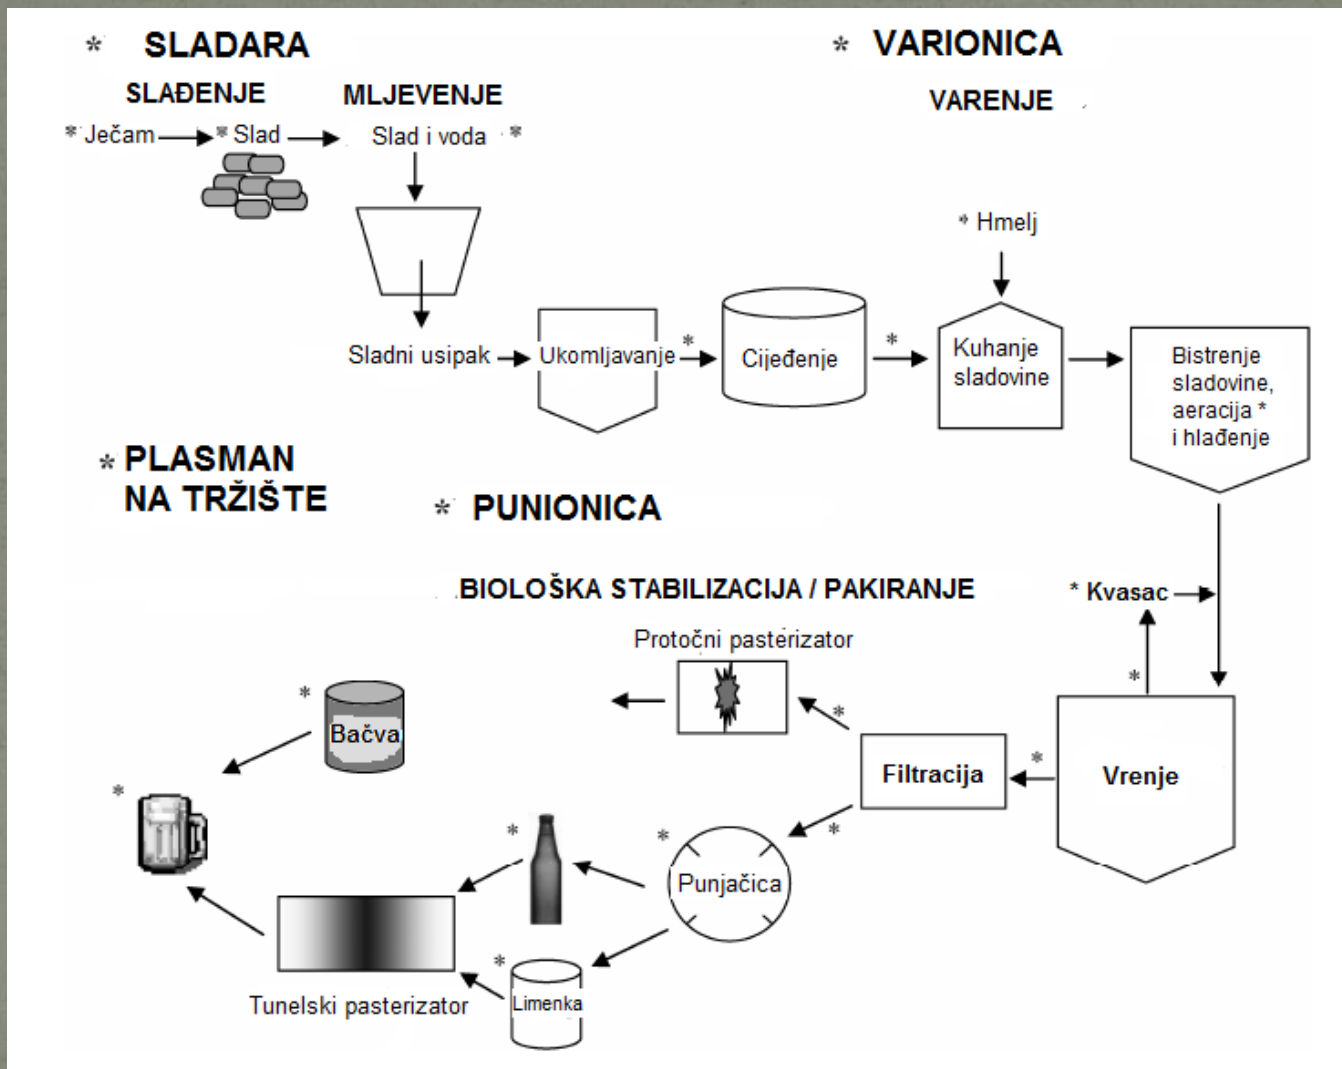 * SLADARA
SLAĐENJE
MLJEVENJE
* Ječam
* Slad
Slad i voda *
Sladni usipak
* VARIONICA
VARENJE
* Hmelj
Ukomljavanje
*
Cijeđenje
*
Kuhanje
sladovine
Bistrenje
sladovine,
aeracija *
i hlađenje
* PLASMAN
NA TRŽIŠTE
* PUNIONICA
BIOLOŠKA STABILIZACIJA / PAKIRANJE
* Kvasac
*
Protočni pasterizator
*
Filtracija
*
Vrenje
*
* Bačva
*
*
* Punjačica
* Limenka
Tunelski pasterizator